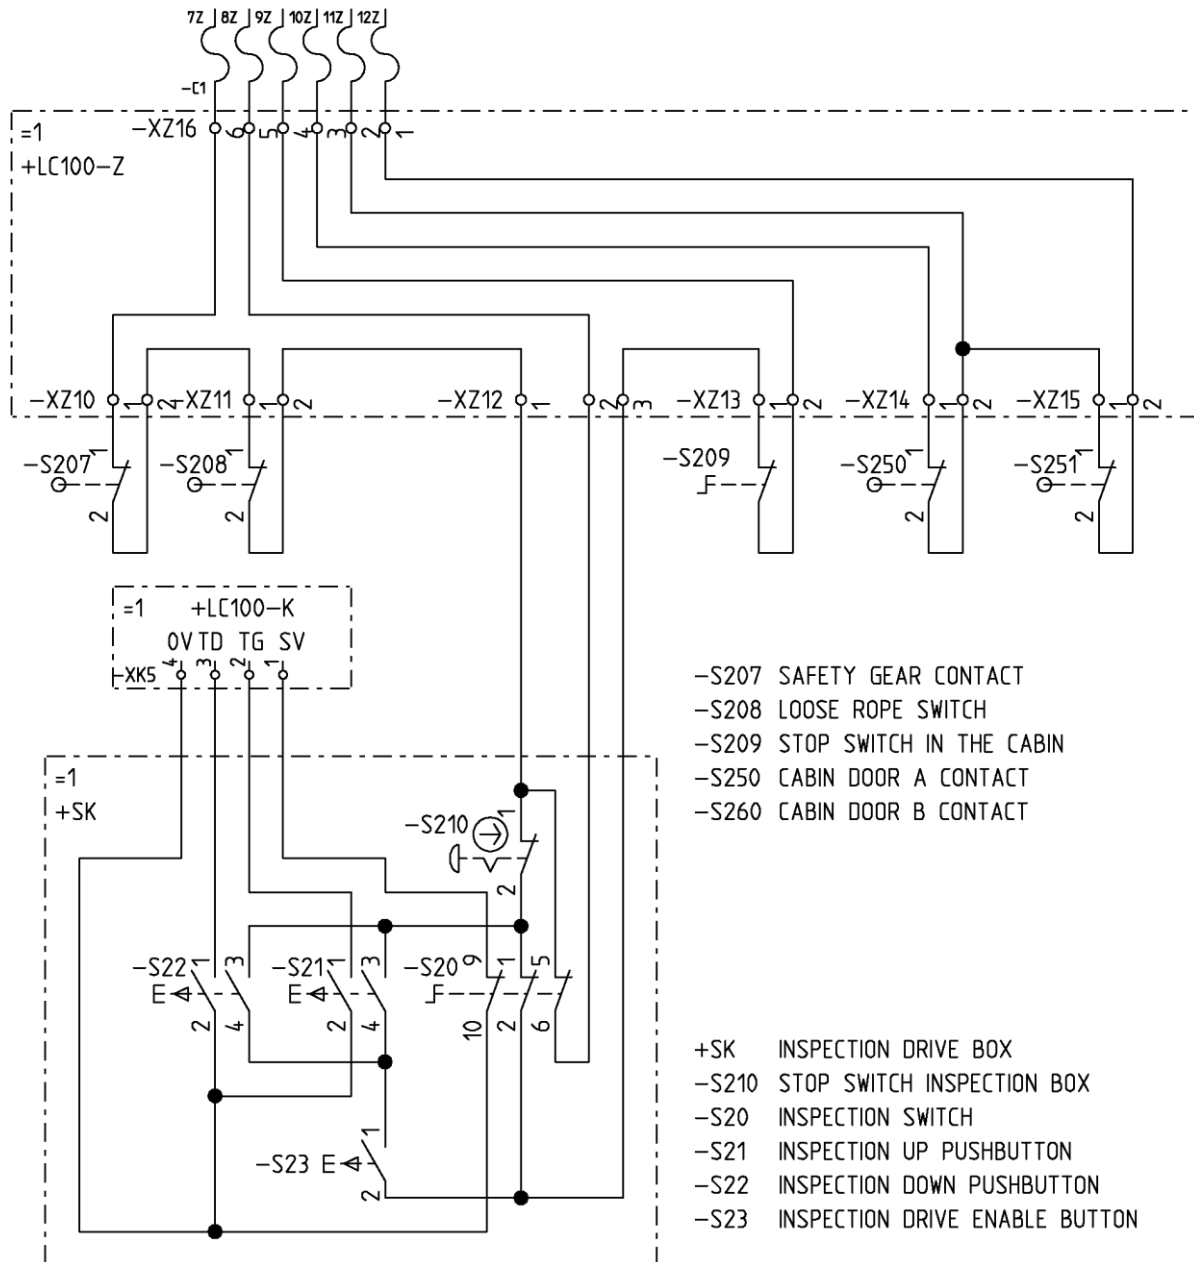 7Z 8Z 9Z 10Z 11Z 12Z
-C1
=1 -XZ16 6 5 4 3 2 1
+LC100-Z
-XZ10 1 2 -XZ11 1 2 -XZ12 1 2 3 -XZ13 1 2 -XZ14 1 2 -XZ15 1 2
-S207 1 -S208 1 -S209 -S250 1 -S251 1
2 2 2 2
=1 +LC100-K
0V TD TG SV
-XK5 4 3 2 1
-S207 SAFETY GEAR CONTACT
-S208 LOOSE ROPE SWITCH
-S209 STOP SWITCH IN THE CABIN
-S250 CABIN DOOR A CONTACT
-S260 CABIN DOOR B CONTACT
=1
+SK
-S210 1
2
-S22 1 3 -S21 1 3 -S20 9 1 5
E E
2 4 2 4 10 2 6
1
-S23 E
2
+SK INSPECTION DRIVE BOX
-S210 STOP SWITCH INSPECTION BOX
-S20 INSPECTION SWITCH
-S21 INSPECTION UP PUSHBUTTON
-S22 INSPECTION DOWN PUSHBUTTON
-S23 INSPECTION DRIVE ENABLE BUTTON